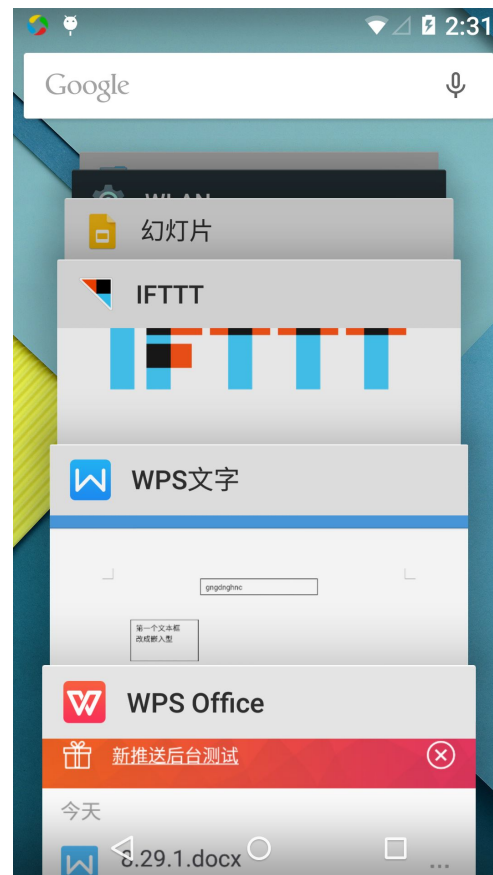 2:31
Google
WLAN
幻灯片
IFTTT
IFTTT
WPS文字
gngdnghnc
第一个文本框
改成嵌入型
WPS Office
新推送后台测试
今天
8.29.1.docx